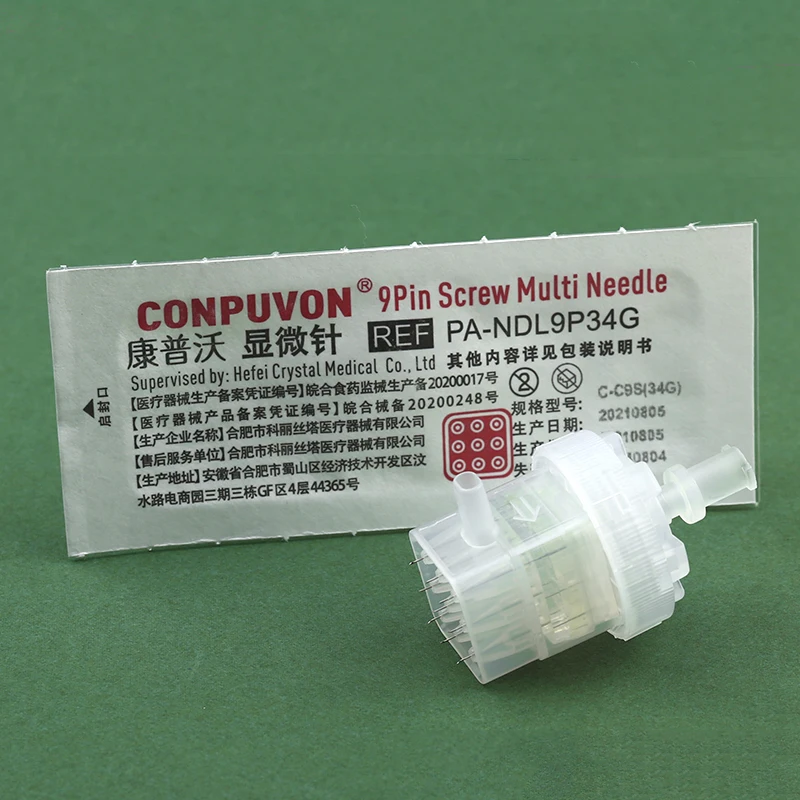 CONPUVON® 9Pin Screw Multi Needle
康普沃 显微针 REF PA-NDL9P34G
Supervised by: Hefei Crystal Medical Co., Ltd 其他内容详见包装说明书
【医疗器械生产备案凭证编号】皖合食药监械生产备20200017号
【医疗器械产品备案凭证编号】皖合械备20200248号
【生产企业名称】合肥市科丽丝塔医疗器械有限公司
【售后服务单位】合肥市科丽丝塔医疗器械有限公司
【生产地址】安徽省合肥市蜀山区经济技术开发区汶
水路电商园三期三栋GF区4层44365号
启封口
2
规格型号: C-C9S(34G)
20210805
生产日期:
生产